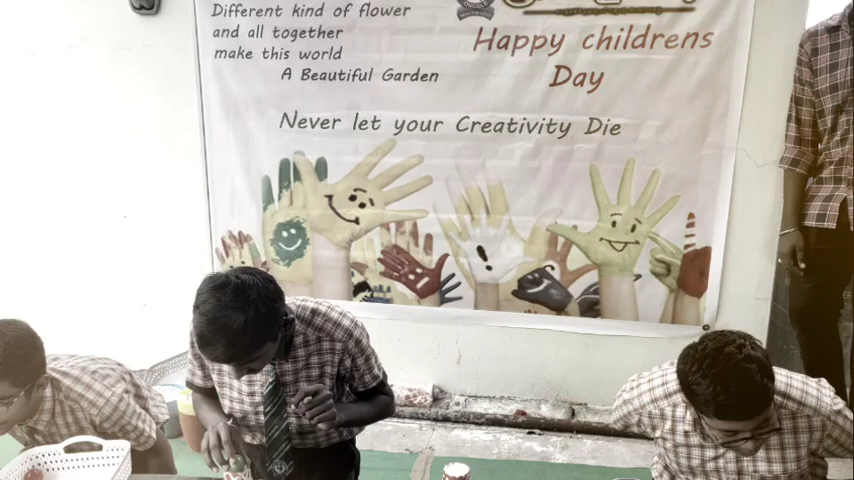 Different kind of flower
and all together
make this world
A Beautiful Garden
Happy childrens
Day
Never let your Creativity Die